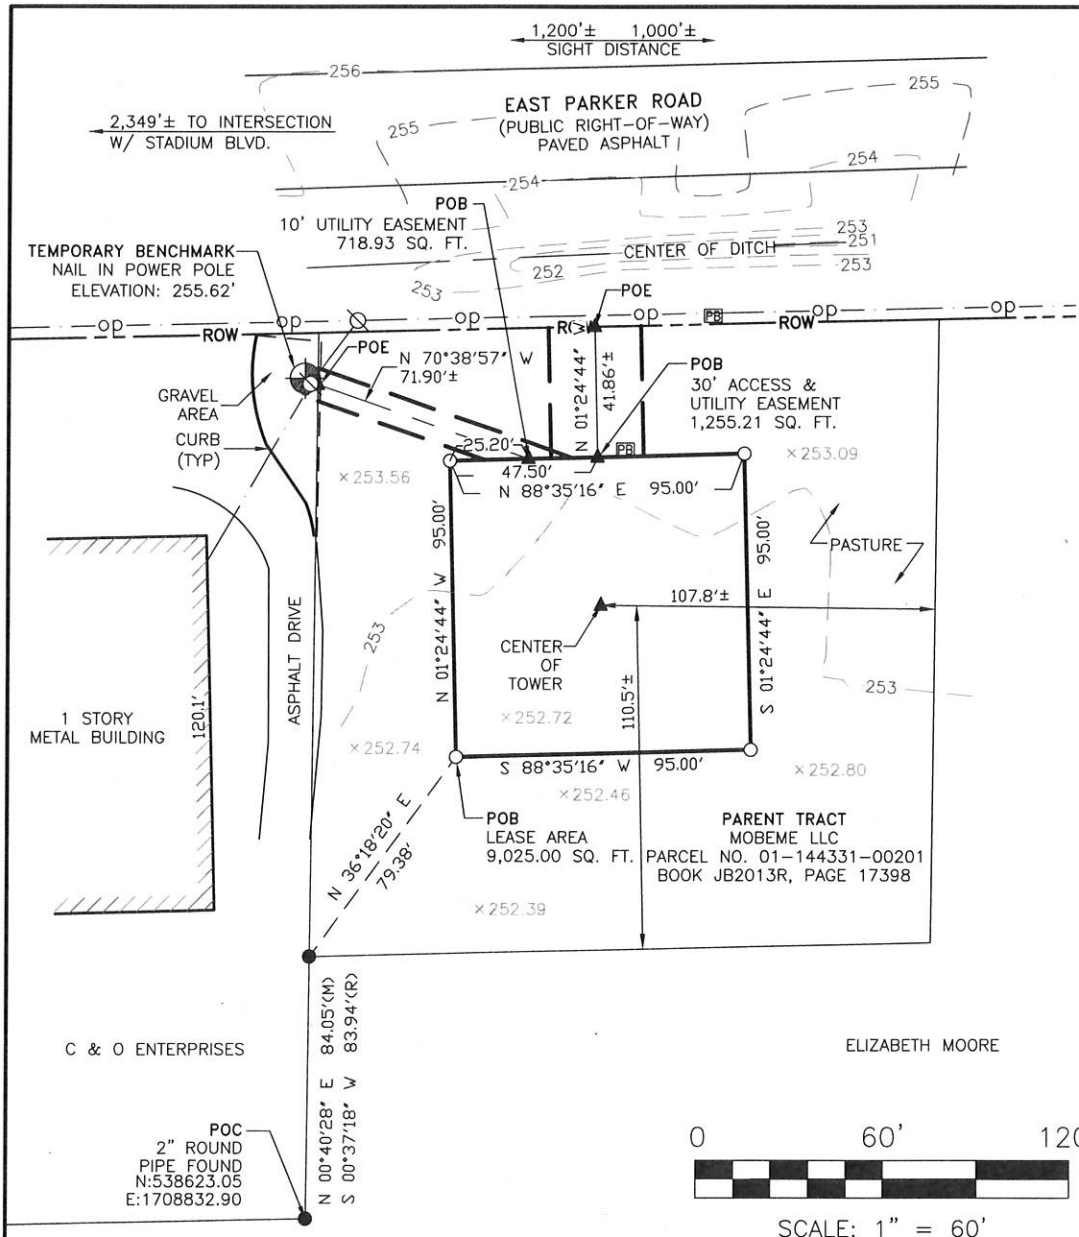 1,200'± 1,000'±
SIGHT DISTANCE
256
255
EAST PARKER ROAD
(PUBLIC RIGHT-OF-WAY)
PAVED ASPHALT
255
2,349'± TO INTERSECTION
W/ STADIUM BLVD.
254
254
POB
10' UTILITY EASEMENT
718.93 SQ. FT.
253
CENTER OF DITCH
251
252
253
253
TEMPORARY BENCHMARK
NAIL IN POWER POLE
ELEVATION: 255.62'
POE
op
op
op
op
op
op
PB
ROW
ROW
POE
N 70°38'57" W
71.90'±
N 01°24'44" W
41.86'±
POB
30' ACCESS &
UTILITY EASEMENT
1,255.21 SQ. FT.
GRAVEL
AREA
CURB
(TYP)
25.20'
PB
47.50'
N 88°35'16" E 95.00'
×253.56
×253.09
N 01°24'44" W 95.00'
S 01°24'44" E 95.00'
PASTURE
107.8'±
CENTER
OF
TOWER
110.5'±
253
253
ASPHALT DRIVE
1 STORY
METAL BUILDING
120.1'
×252.72
×252.74
S 88°35'16" W 95.00'
×252.80
×252.46
POB
LEASE AREA
9,025.00 SQ. FT.
PARENT TRACT
MOBEME LLC
PARCEL NO. 01-144331-00201
BOOK JB2013R, PAGE 17398
N 36°18'20" E
79.38'
×252.39
N 00°40'28" E 84.05'(M)
S 00°37'18" W 83.94'(R)
C & O ENTERPRISES
ELIZABETH MOORE
POC
2" ROUND
PIPE FOUND
N:538623.05
E:1708832.90
0 60' 120
SCALE: 1" = 60'